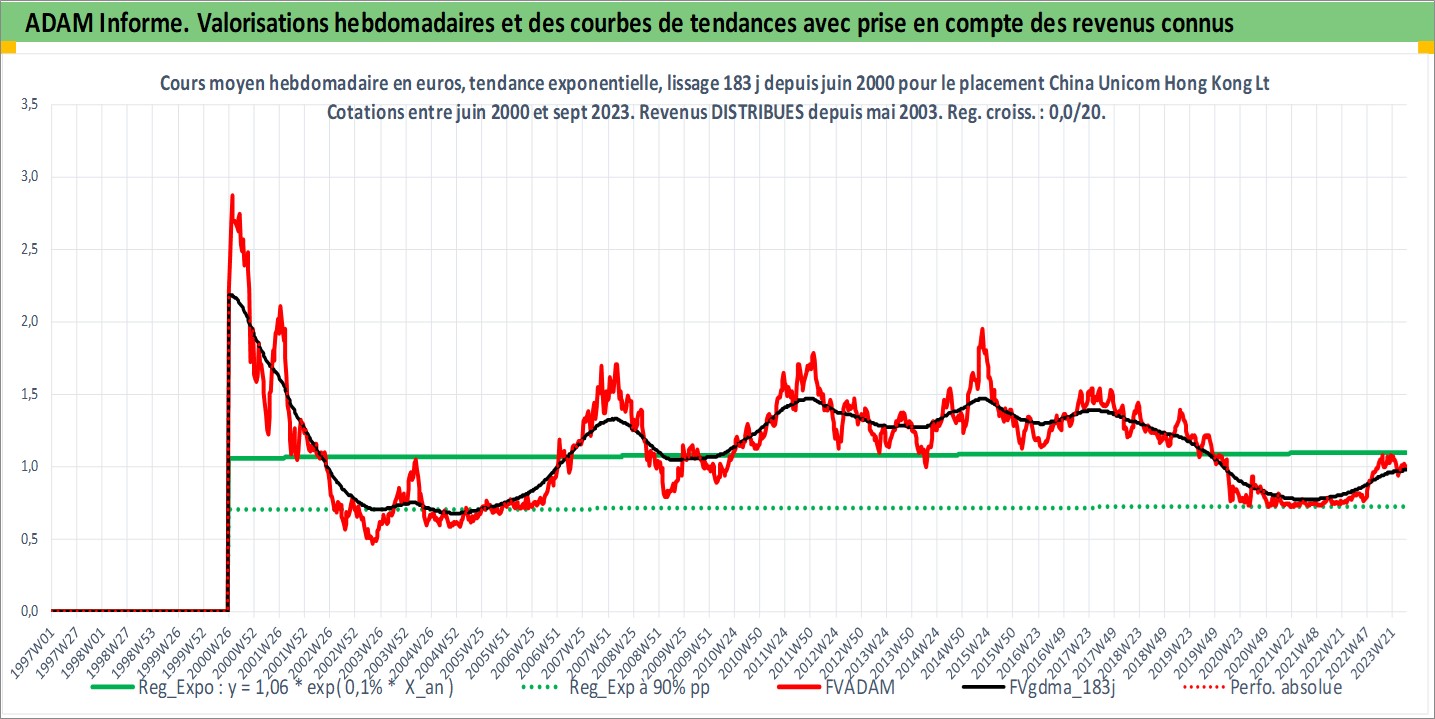 ADAM Informe. Valorisations hebdomadaires et des courbes de tendances avec prise en compte des revenus connus
Cours moyen hebdomadaire en euros, tendance exponentielle, lissage 183 j depuis juin 2000 pour le placement China Unicom Hong Kong Lt
Cotations entre juin 2000 et sept 2023. Revenus DISTRIBUES depuis mai 2003. Reg. croiss. : 0,0/20.
3,5
3,0
2,5
2,0
1,5
1,0
0,5
0,0
1997W01
1997W27
1998W01
1998W27
1998W53
1999W26
1999W52
2000W26
2000W52
2001W26
2001W52
2002W26
2002W52
2003W26
2003W52
2004W26
2004W52
2005W25
2005W51
2006W25
2006W51
2007W25
2007W51
2008W25
2008W51
2009W25
2009W51
2010W24
2010W50
2011W24
2011W50
2012W24
2012W50
2013W24
2013W50
2014W24
2014W50
2015W24
2015W50
2016W23
2016W49
2017W23
2017W49
2018W23
2018W49
2019W23
2019W49
2020W23
2020W49
2021W22
2021W48
2022W21
2022W47
2023W21
Reg_Expo : y = 1,06 * exp( 0,1% * X_an )
Reg_Exp à 90% pp
FVADAM
FVgdma_183j
Perfo. absolue